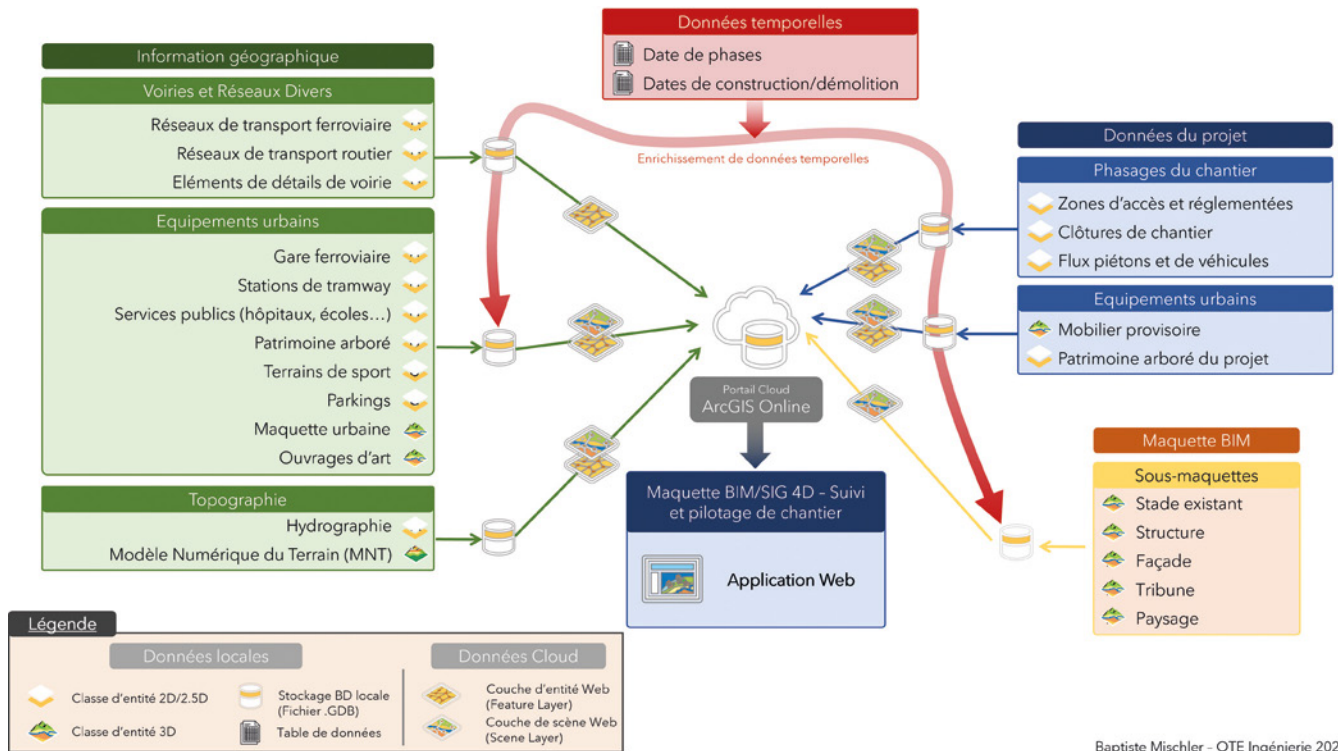 Données temporelles
Date de phases
Dates de construction/démolition
Information géographique
Voiries et Réseaux Divers
Réseaux de transport ferroviaire
Réseaux de transport routier
Eléments de détails de voirie
Equipements urbains
Gare ferroviaire
Stations de tramway
Services publics (hôpitaux, écoles...)
Patrimoine arboré
Terrains de sport
Parkings
Maquette urbaine
Ouvrages d'art
Topographie
Hydrographie
Modèle Numérique du Terrain (MNT)
Enrichissement de données temporelles
Portail Cloud
ArcGIS Online
Maquette BIM/SIG 4D - Suivi
et pilotage de chantier
Application Web
Données du projet
Phasages du chantier
Zones d'accès et réglementées
Clôtures de chantier
Flux piétons et de véhicules
Equipements urbains
Mobilier provisoire
Patrimoine arboré du projet
Maquette BIM
Sous-maquettes
Stade existant
Structure
Façade
Tribune
Paysage
Légende
Données locales
Classe d'entité 2D/2.5D
Classe d'entité 3D
Stockage BD locale
(Fichier .GDB)
Table de données
Données Cloud
Couche d'entité Web
(Feature Layer)
Couche de scène Web
(Scene Layer)
Baptiste Mischler - OTE Ingénierie